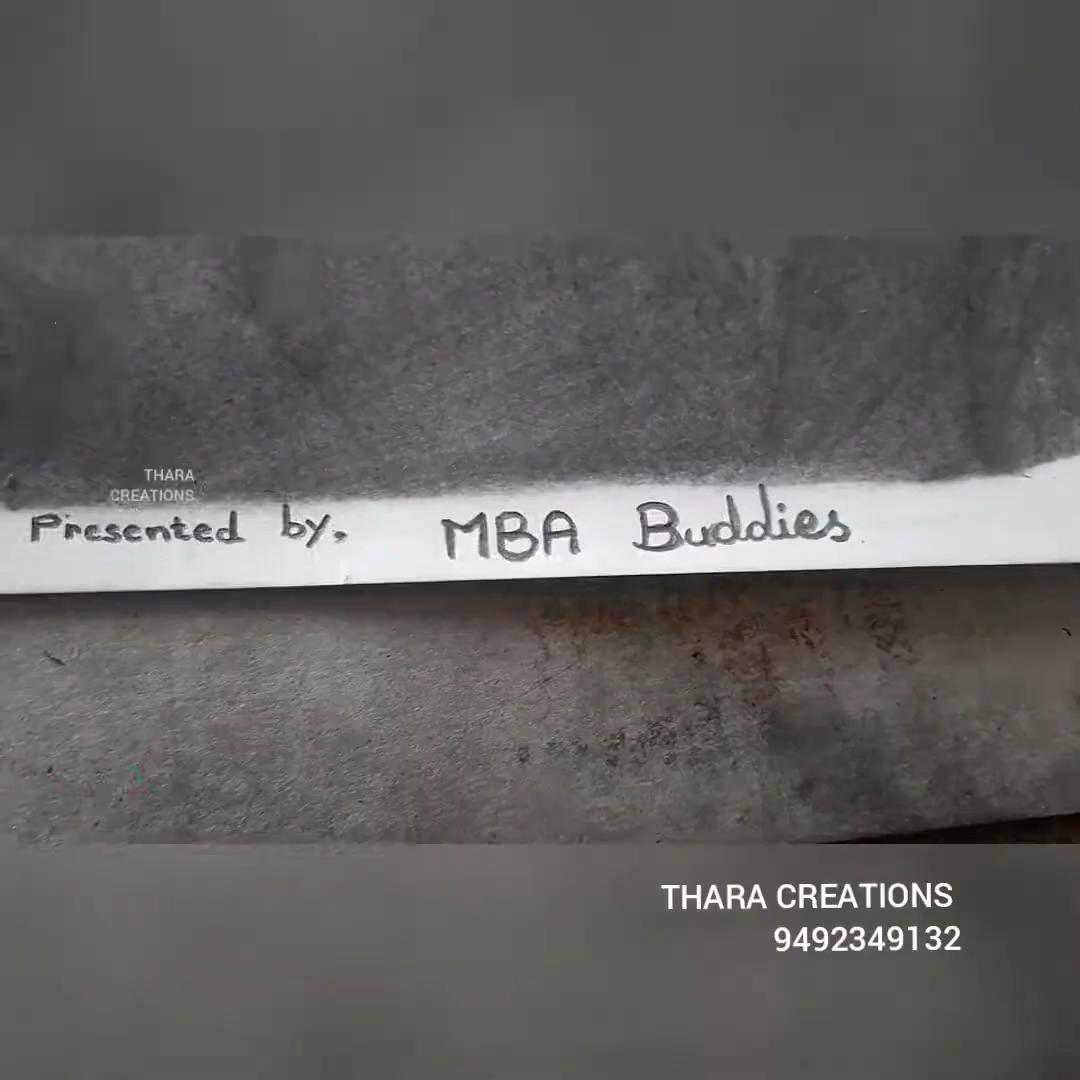 THARA
CREATIONS
Presented by, MBA Buddies
THARA CREATIONS
9492349132